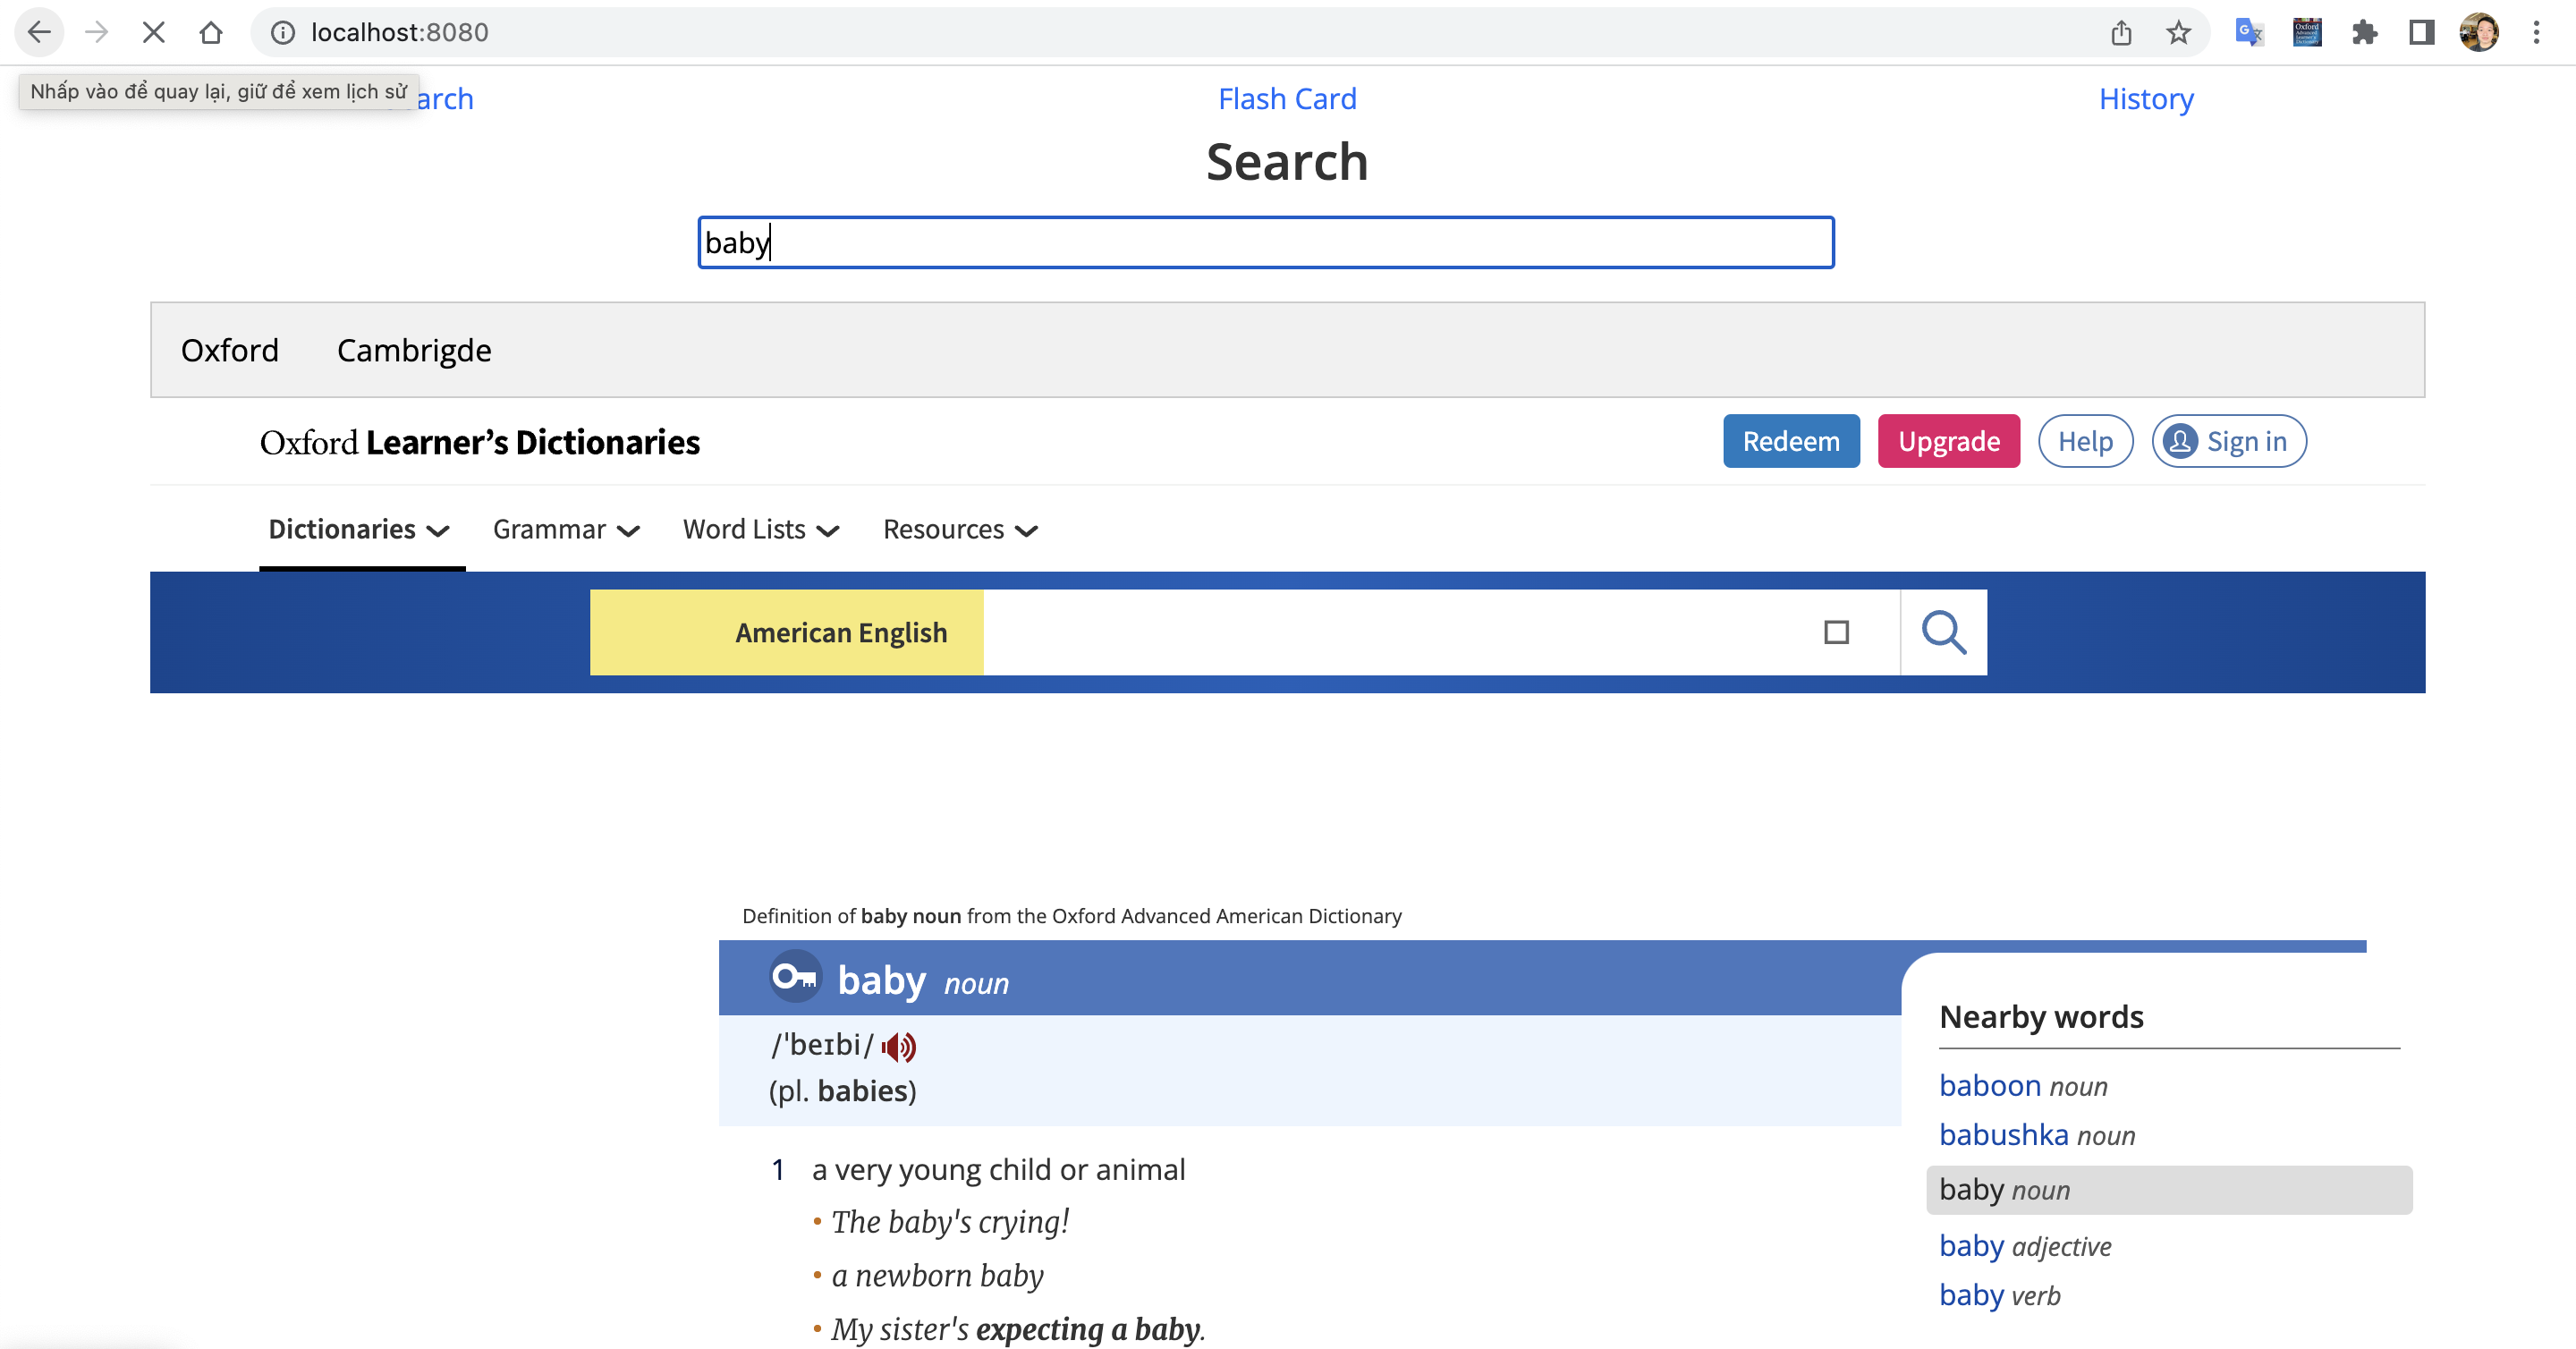 localhost:8080
Nhấp vào để quay lại, giữ để xem lịch sử
arch
Flash Card
History
Search
baby
Oxford
Cambrigde
Oxford Learner’s Dictionaries
Redeem
Upgrade
Help
Sign in
Dictionaries
Grammar
Word Lists
Resources
American English
Definition of baby noun from the Oxford Advanced American Dictionary
baby noun
/ˈbeɪbi/
(pl. babies)
1 a very young child or animal
• The baby's crying!
• a newborn baby
• My sister's expecting a baby.
Nearby words
baboon noun
babushka noun
baby noun
baby adjective
baby verb